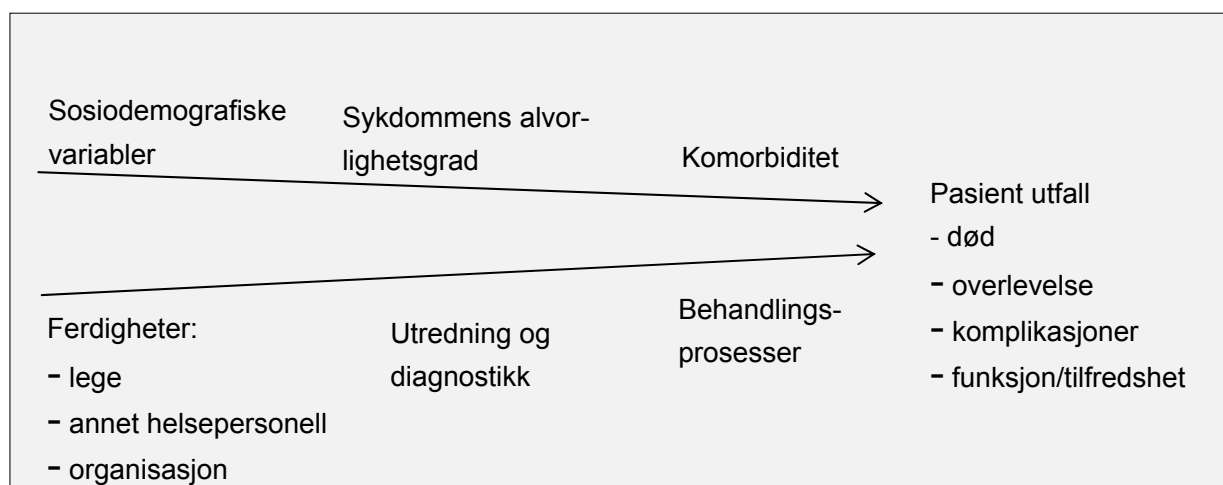 Sosiodemografiske
variabler
Sykdommens alvor-
lighetsgrad
Komorbiditet
Pasient utfall
- død
- overlevelse
- komplikasjoner
- funksjon/tilfredshet
Ferdigheter:
- lege
- annet helsepersonell
- organisasjon
Utredning og
diagnostikk
Behandlings-
prosesser